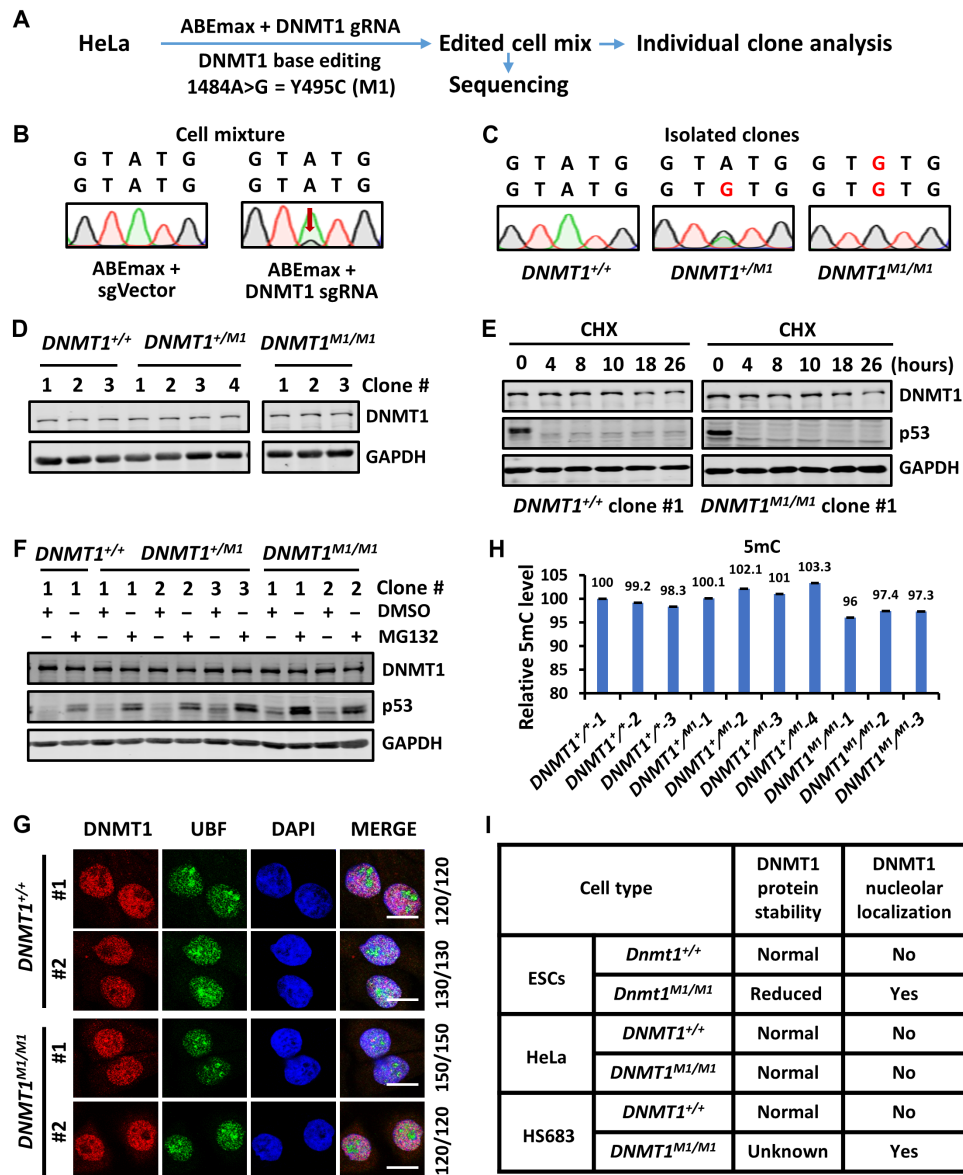 A
HeLa
ABEmax + DNMT1 gRNA
DNMT1 base editing
1484A>G = Y495C (M1)
Edited cell mix
Individual clone analysis
Sequencing
B
Cell mixture
G T A T G G T A T G
G T A T G G T A T G
ABEmax +
sgVector
ABEmax +
DNMT1 sgRNA
C
Isolated clones
G T A T G G T A T G G T G T G
G T A T G G T G T G G T G T G
DNMT1+/+ DNMT1+/M1 DNMT1M1/M1
D
DNMT1+/+ DNMT1+/M1 DNMT1M1/M1
1 2 3 1 2 3 4 1 2 3 Clone #
DNMT1
GAPDH
E
CHX CHX
0 4 8 10 18 26 0 4 8 10 18 26 (hours)
DNMT1
p53
GAPDH
DNMT1+/+ clone #1 DNMT1M1/M1 clone #1
F
DNMT1+/+ DNMT1+/M1 DNMT1M1/M1
1 1 1 1 2 2 3 3 1 1 2 2 Clone #
+ – + – + – + – + – + – DMSO
– + – + – + – + – + – + MG132
DNMT1
p53
GAPDH
H
5mC
Relative 5mC level
105
100
95
90
85
80
100 99.2 98.3 100.1 102.1 101 103.3 96 97.4 97.3
DNMT1+/+-1
DNMT1+/+-2
DNMT1+/+-3
DNMT1+/M1-1
DNMT1+/M1-2
DNMT1+/M1-3
DNMT1+/M1-4
DNMT1M1/M1-1
DNMT1M1/M1-2
DNMT1M1/M1-3
G
DNMT1 UBF DAPI MERGE
DNMT1+/+
#1
120/120
#2
130/130
DNMT1M1/M1
#1
150/150
#2
120/120
I
Cell type
DNMT1 protein stability
DNMT1 nucleolar localization
ESCs
Dnmt1+/+ Normal No
Dnmt1M1/M1 Reduced Yes
HeLa
DNMT1+/+ Normal No
DNMT1M1/M1 Normal No
HS683
DNMT1+/+ Normal No
DNMT1M1/M1 Unknown Yes